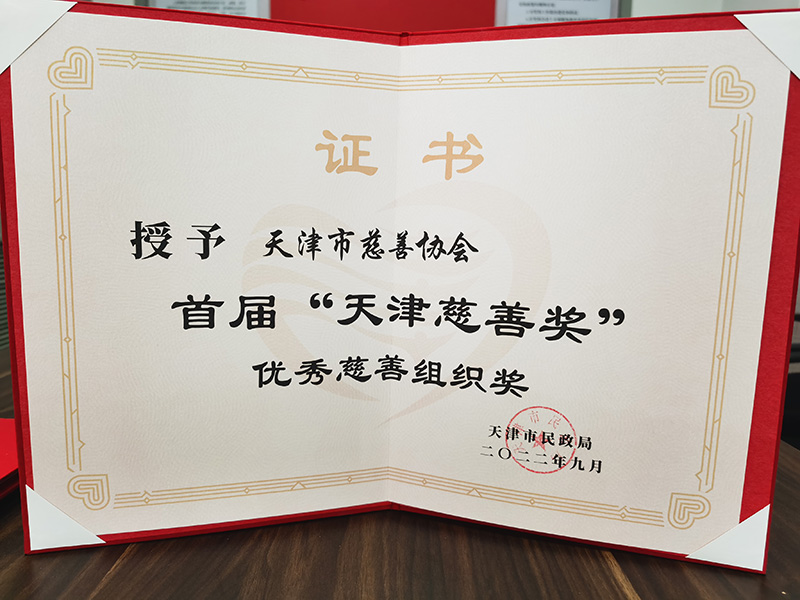 证书
授予 天津市慈善协会
首届“天津慈善奖”
优秀慈善组织奖
天津市民政局
二〇二二年九月